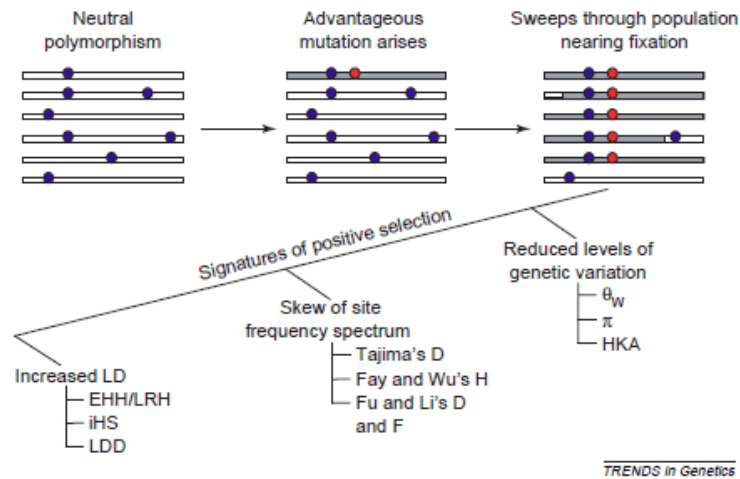 Neutral
polymorphism
Advantageous
mutation arises
Sweeps through population
nearing fixation
Signatures of positive selection
Reduced levels of
genetic variation
θW
π
HKA
Skew of site
frequency spectrum
Tajima's D
Fay and Wu's H
Fu and Li's D
and F
Increased LD
EHH/LRH
iHS
LDD
TRENDS in Genetics